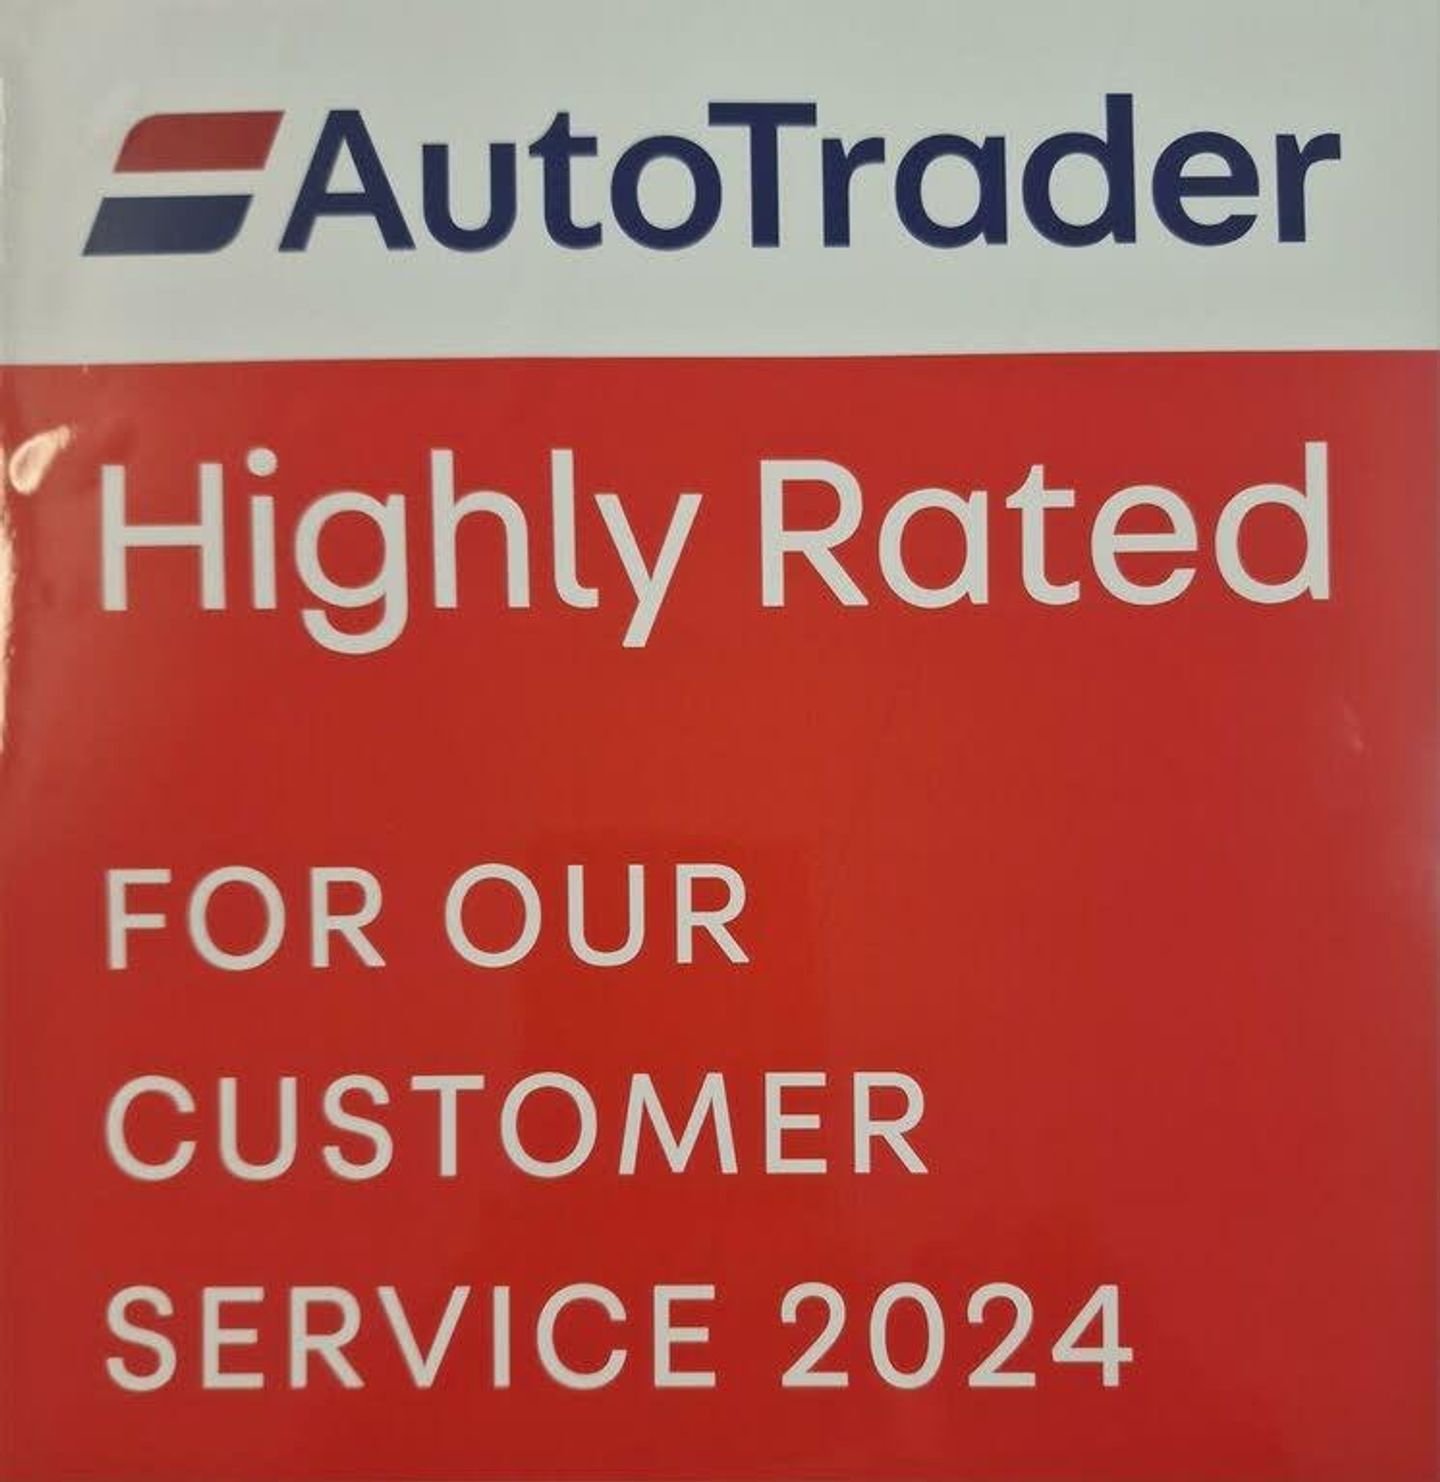 AutoTrader
Highly Rated
FOR OUR
CUSTOMER
SERVICE 2024